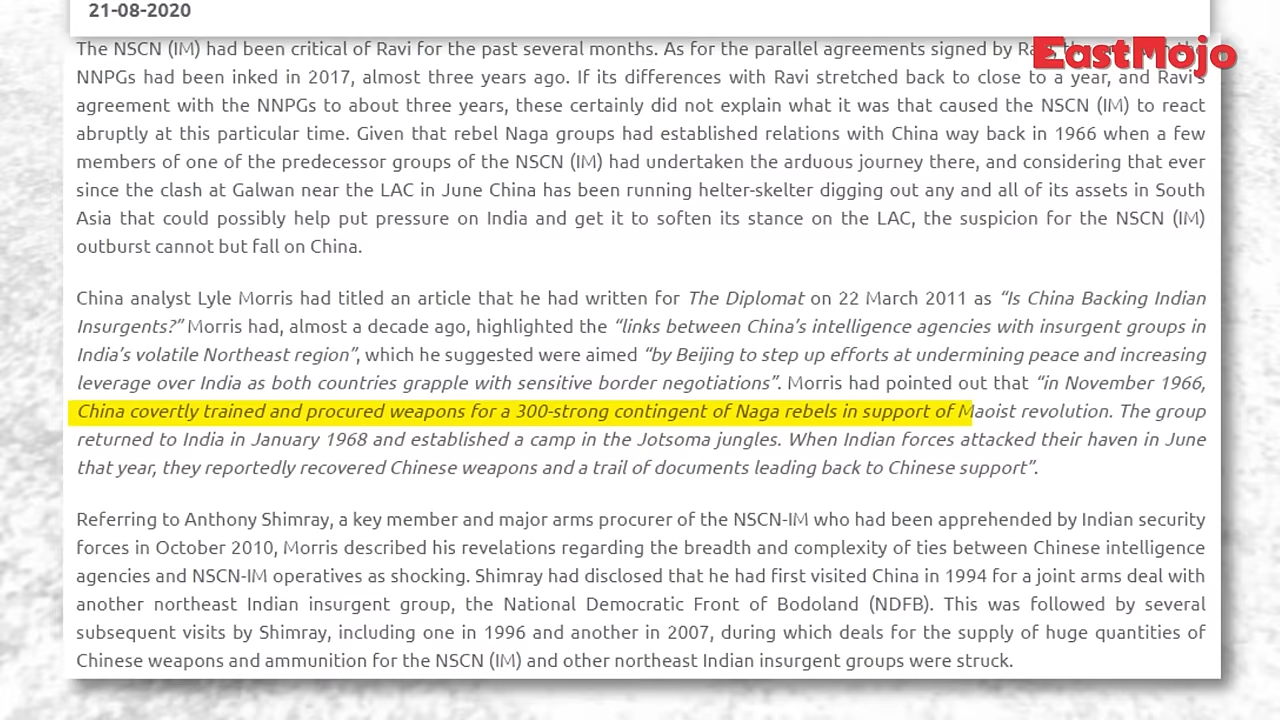 21-08-2020
EastMojo
The NSCN (IM) had been critical of Ravi for the past several months. As for the parallel agreements signed by
NNPGs had been inked in 2017, almost three years ago. If its differences with Ravi stretched back to close to a year, and Ravi's
agreement with the NNPGs to about three years, these certainly did not explain what it was that caused the NSCN (IM) to react
abruptly at this particular time. Given that rebel Naga groups had established relations with China way back in 1966 when a few
members of one of the predecessor groups of the NSCN (IM) had undertaken the arduous journey there, and considering that ever
since the clash at Galwan near the LAC in June China has been running helter-skelter digging out any and all of its assets in South
Asia that could possibly help put pressure on India and get it to soften its stance on the LAC, the suspicion for the NSCN (IM)
outburst cannot but fall on China.
China analyst Lyle Morris had titled an article that he had written for The Diplomat on 22 March 2011 as “Is China Backing Indian
Insurgents?” Morris had, almost a decade ago, highlighted the “links between China’s intelligence agencies with insurgent groups in
India’s volatile Northeast region”, which he suggested were aimed “by Beijing to step up efforts at undermining peace and increasing
leverage over India as both countries grapple with sensitive border negotiations”. Morris had pointed out that “in November 1966,
China covertly trained and procured weapons for a 300-strong contingent of Naga rebels in support of Maoist revolution. The group
returned to India in January 1968 and established a camp in the Jotsoma jungles. When Indian forces attacked their haven in June
that year, they reportedly recovered Chinese weapons and a trail of documents leading back to Chinese support”.
Referring to Anthony Shimray, a key member and major arms procurer of the NSCN-IM who had been apprehended by Indian security
forces in October 2010, Morris described his revelations regarding the breadth and complexity of ties between Chinese intelligence
agencies and NSCN-IM operatives as shocking. Shimray had disclosed that he had first visited China in 1994 for a joint arms deal with
another northeast Indian insurgent group, the National Democratic Front of Bodoland (NDFB). This was followed by several
subsequent visits by Shimray, including one in 1996 and another in 2007, during which deals for the supply of huge quantities of
Chinese weapons and ammunition for the NSCN (IM) and other northeast Indian insurgent groups were struck.